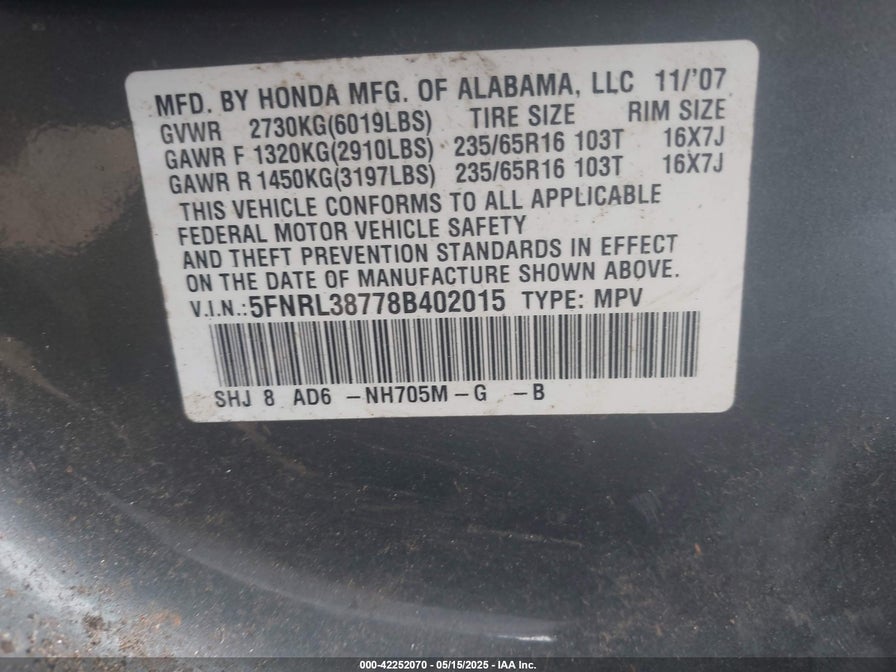 MFD. BY HONDA MFG. OF ALABAMA, LLC 11/'07
GVWR 2730KG(6019LBS) TIRE SIZE RIM SIZE
GAWR F 1320KG(2910LBS) 235/65R16 103T 16X7J
GAWR R 1450KG(3197LBS) 235/65R16 103T 16X7J
THIS VEHICLE CONFORMS TO ALL APPLICABLE
FEDERAL MOTOR VEHICLE SAFETY
AND THEFT PREVENTION STANDARDS IN EFFECT
ON THE DATE OF MANUFACTURE SHOWN ABOVE.
V.I.N.:5FNRL38778B402015 TYPE: MPV
SHJ 8 AD6 -NH705M-G -B
000-42252070 - 05/15/2025 - IAA Inc.